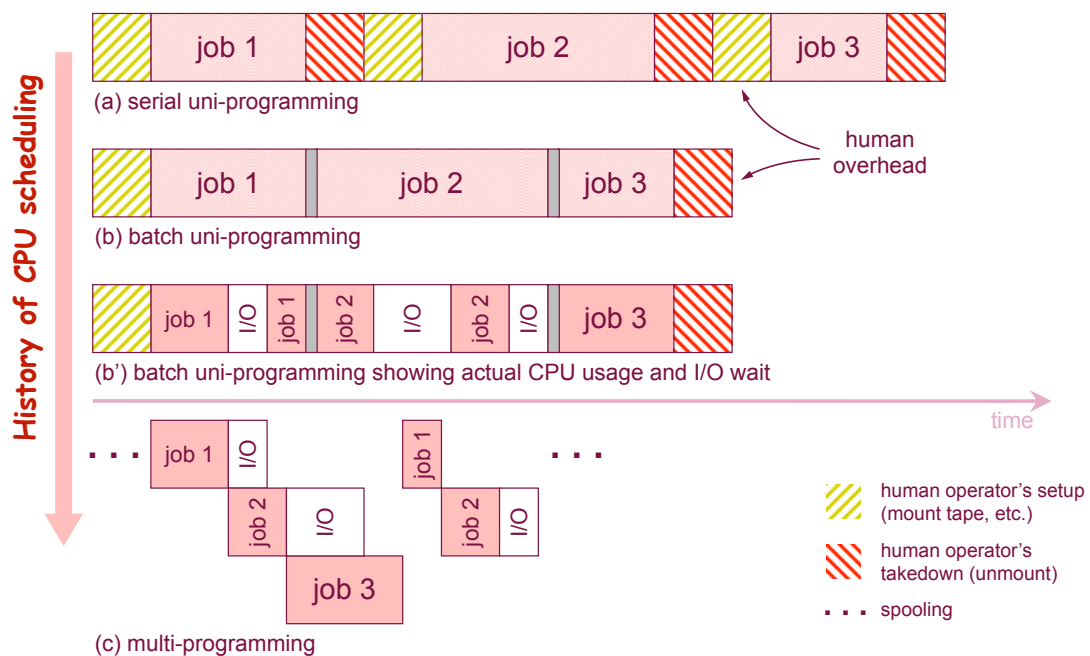 History of CPU scheduling
job 1
job 2
job 3
(a) serial uni-programming
human
overhead
job 1
job 2
job 3
(b) batch uni-programming
job 1
I/O
job 1
job 2
I/O
job 2
I/O
job 3
(b’) batch uni-programming showing actual CPU usage and I/O wait
time
. . .
job 1
I/O
job 1
. . .
job 2
I/O
job 2
I/O
job 3
(c) multi-programming
human operator’s setup
(mount tape, etc.)
human operator’s
takedown (unmount)
. . . spooling